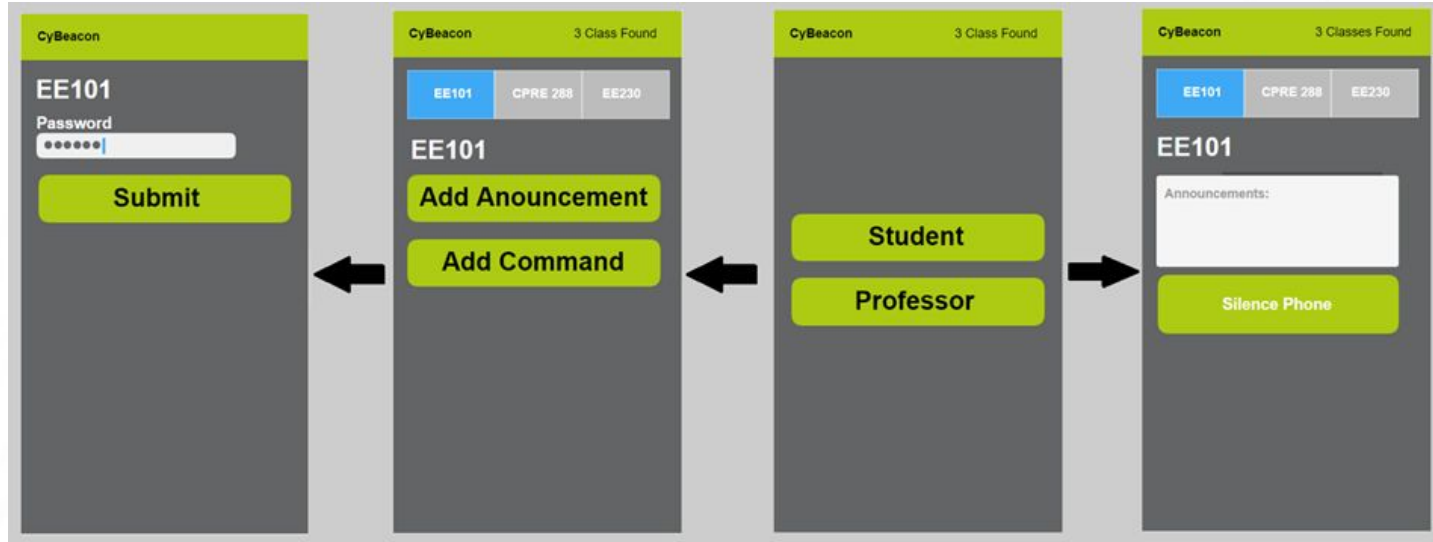 CyBeacon
EE101
Password
Submit
CyBeacon 3 Class Found
EE101 CPRE 288 EE230
EE101
Add Anouncement
Add Command
CyBeacon 3 Class Found
Student
Professor
CyBeacon 3 Classes Found
EE101 CPRE 288 EE230
EE101
Announcements:
Silence Phone